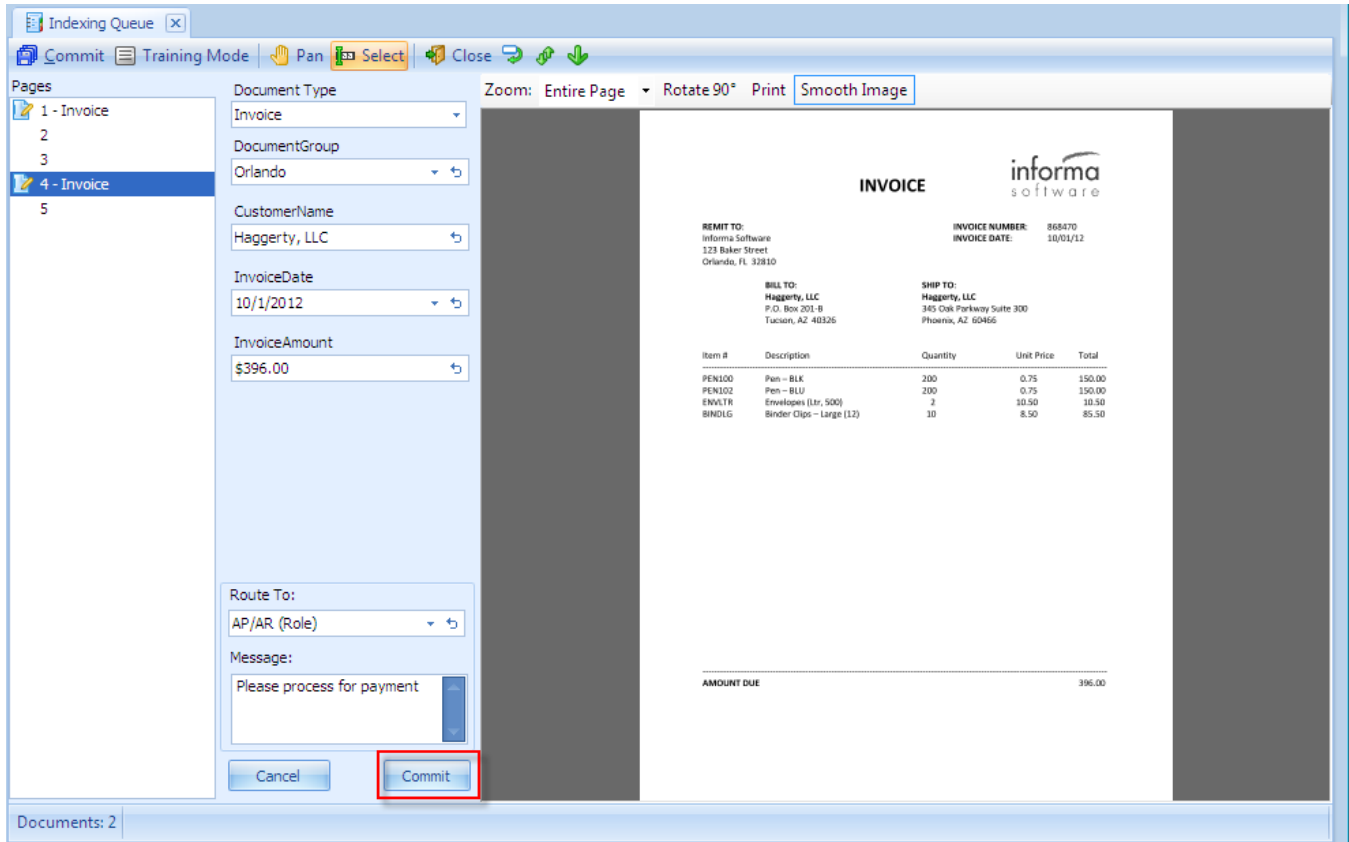 Indexing Queue
Commit Training Mode Pan Select Close
Pages
1 - Invoice
2
3
4 - Invoice
5
Document Type
Invoice
DocumentGroup
Orlando
CustomerName
Haggerty, LLC
InvoiceDate
10/1/2012
InvoiceAmount
$396.00
Route To:
AP/AR (Role)
Message:
Please process for payment
Cancel Commit
Zoom: Entire Page Rotate 90° Print Smooth Image
informa
software
INVOICE
REMIT TO: INVOICE NUMBER: 868470
Informa Software INVOICE DATE: 10/01/12
123 Baker Street
Orlando, FL 32810
BILL TO: SHIP TO:
Haggerty, LLC Haggerty, LLC
P.O. Box 201-B 345 Oak Parkway Suite 300
Tucson, AZ 40326 Phoenix, AZ 60466
Item # Description Quantity Unit Price Total
PEN100 Pen – BLK 200 0.75 150.00
PEN102 Pen – BLU 200 0.75 150.00
ENVLTR Envelopes (Ltr, 500) 2 10.50 10.50
BINDLG Binder Clips – Large (12) 10 8.50 85.50
AMOUNT DUE 396.00
Documents: 2